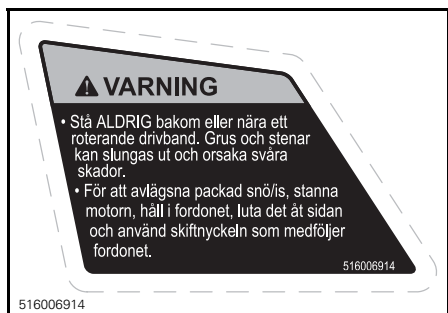 ⚠ VARNING
• Stå ALDRIG bakom eller nära ett
roterande drivband. Grus och stenar
kan slungas ut och orsaka svåra
skador.
• För att avlägsna packad snö/is, stanna
motorn, håll i fordonet, luta det åt sidan
och använd skiftnyckeln som medföljer
fordonet.
516006914
516006914